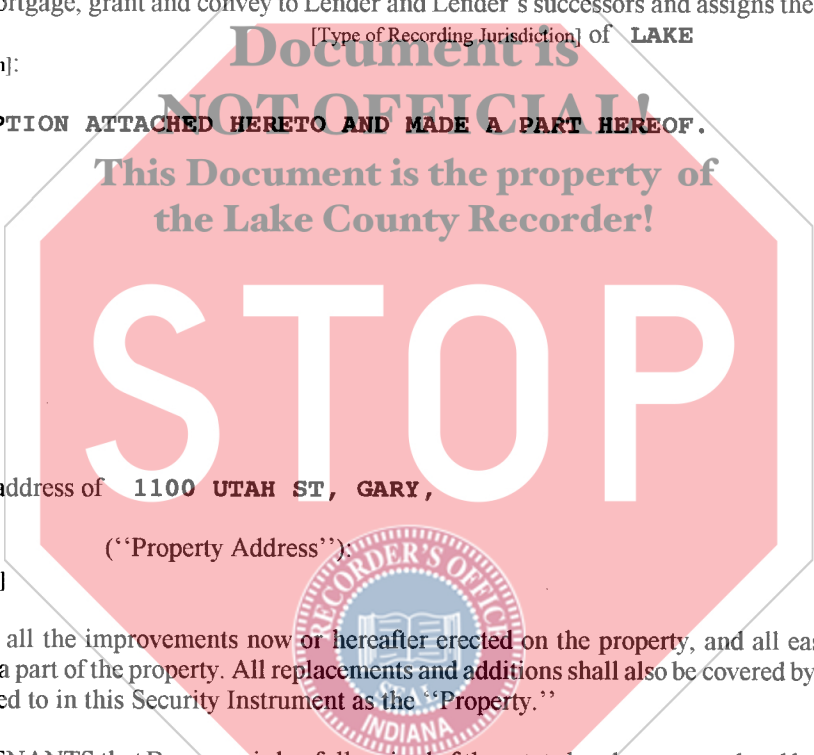 ortgage, grant and convey to Lender and Lender's successors and assigns the
Document is
[Type of Recording Jurisdiction] of LAKE
]:
NOT OFFICIAL!
PTION ATTACHED HERETO AND MADE A PART HEREOF.
This Document is the property of
the Lake County Recorder!
STOP
address of 1100 UTAH ST, GARY,
(“Property Address”):
]
RECORDER'S OFFICE
all the improvements now or hereafter erected on the property, and all eas
a part of the property. All replacements and additions shall also be covered by
ed to in this Security Instrument as the “Property.”
SEAL
INDIANA
ENANTS that